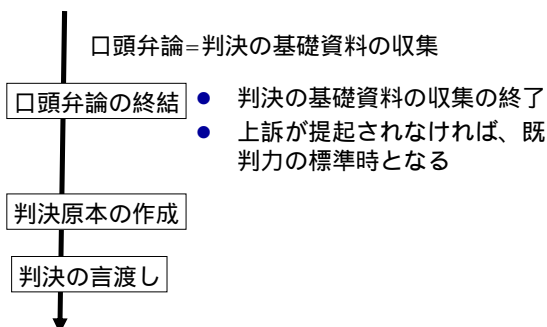 口頭弁論=判決の基礎資料の収集
口頭弁論の終結
● 判決の基礎資料の収集の終了
● 上訴が提起されなければ、既
判力の標準時となる
判決原本の作成
判決の言渡し